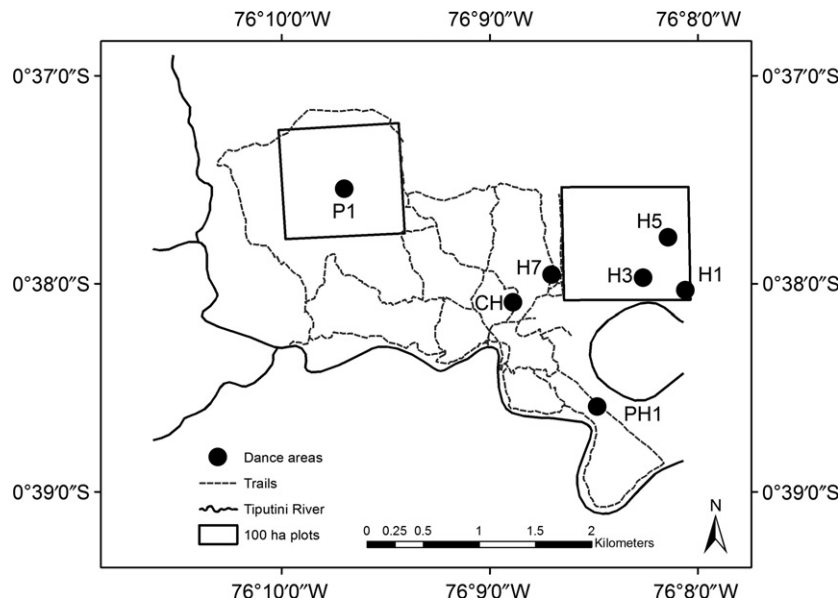 76°10′0″W 76°9′0″W 76°8′0″W
0°37′0″S 0°37′0″S
P1
H5
H7 H3 H1
0°38′0″S 0°38′0″S
CH
PH1
Dance areas
Trails
0°39′0″S 0°39′0″S
Tiputini River
N
100 ha plots
0 0.25 0.5 1 1.5 2
Kilometers
76°10′0″W 76°9′0″W 76°8′0″W